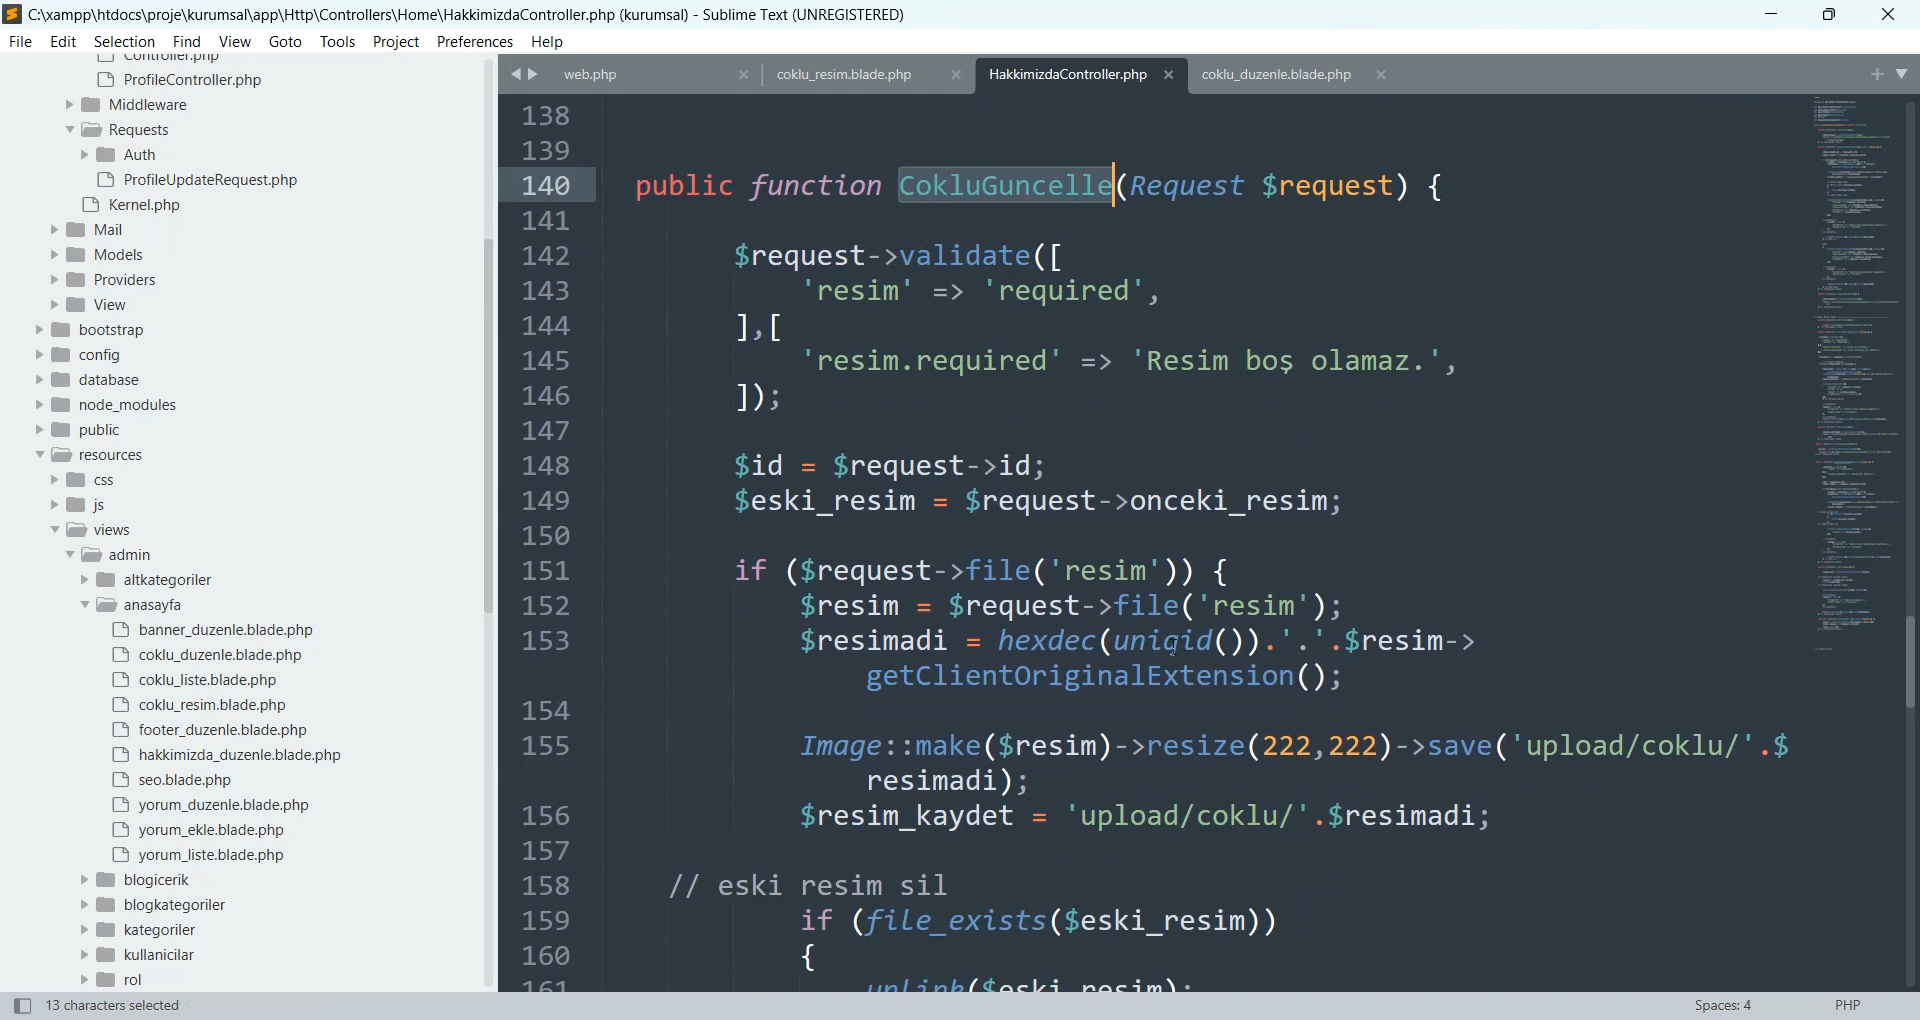 C:\xampp\htdocs\proje\kurumsal\app\Http\Controllers\Home\HakkimizdaController.php (kurumsal) - Sublime Text (UNREGISTERED)
File Edit Selection Find View Goto Tools Project Preferences Help
Controller.php
ProfileController.php
Middleware
Requests
Auth
ProfileUpdateRequest.php
Kernel.php
Mail
Models
Providers
View
bootstrap
config
database
node_modules
public
resources
css
js
views
admin
altkategoriler
anasayfa
banner_duzenle.blade.php
coklu_duzenle.blade.php
coklu_liste.blade.php
coklu_resim.blade.php
footer_duzenle.blade.php
hakkimizda_duzenle.blade.php
seo.blade.php
yorum_duzenle.blade.php
yorum_ekle.blade.php
yorum_liste.blade.php
blogicerik
blogkategoriler
kategoriler
kullanicilar
rol
web.php coklu_resim.blade.php HakkimizdaController.php coklu_duzenle.blade.php
138
139
140 public function CokluGuncelle(Request $request) {
141
142 $request->validate([
143 'resim' => 'required',
144 ],[
145 'resim.required' => 'Resim boş olamaz.',
146 ]);
147
148 $id = $request->id;
149 $eski_resim = $request->onceki_resim;
150
151 if ($request->file('resim')) {
152 $resim = $request->file('resim');
153 $resimadi = hexdec(uniqid()).'.'.$resim->
getClientOriginalExtension();
154
155 Image::make($resim)->resize(222,222)->save('upload/coklu/'.$
resimadi);
156 $resim_kaydet = 'upload/coklu/'.$resimadi;
157
158 // eski resim sil
159 if (file_exists($eski_resim))
160 {
161 unlink($eski_resim);
13 characters selected Spaces: 4 PHP